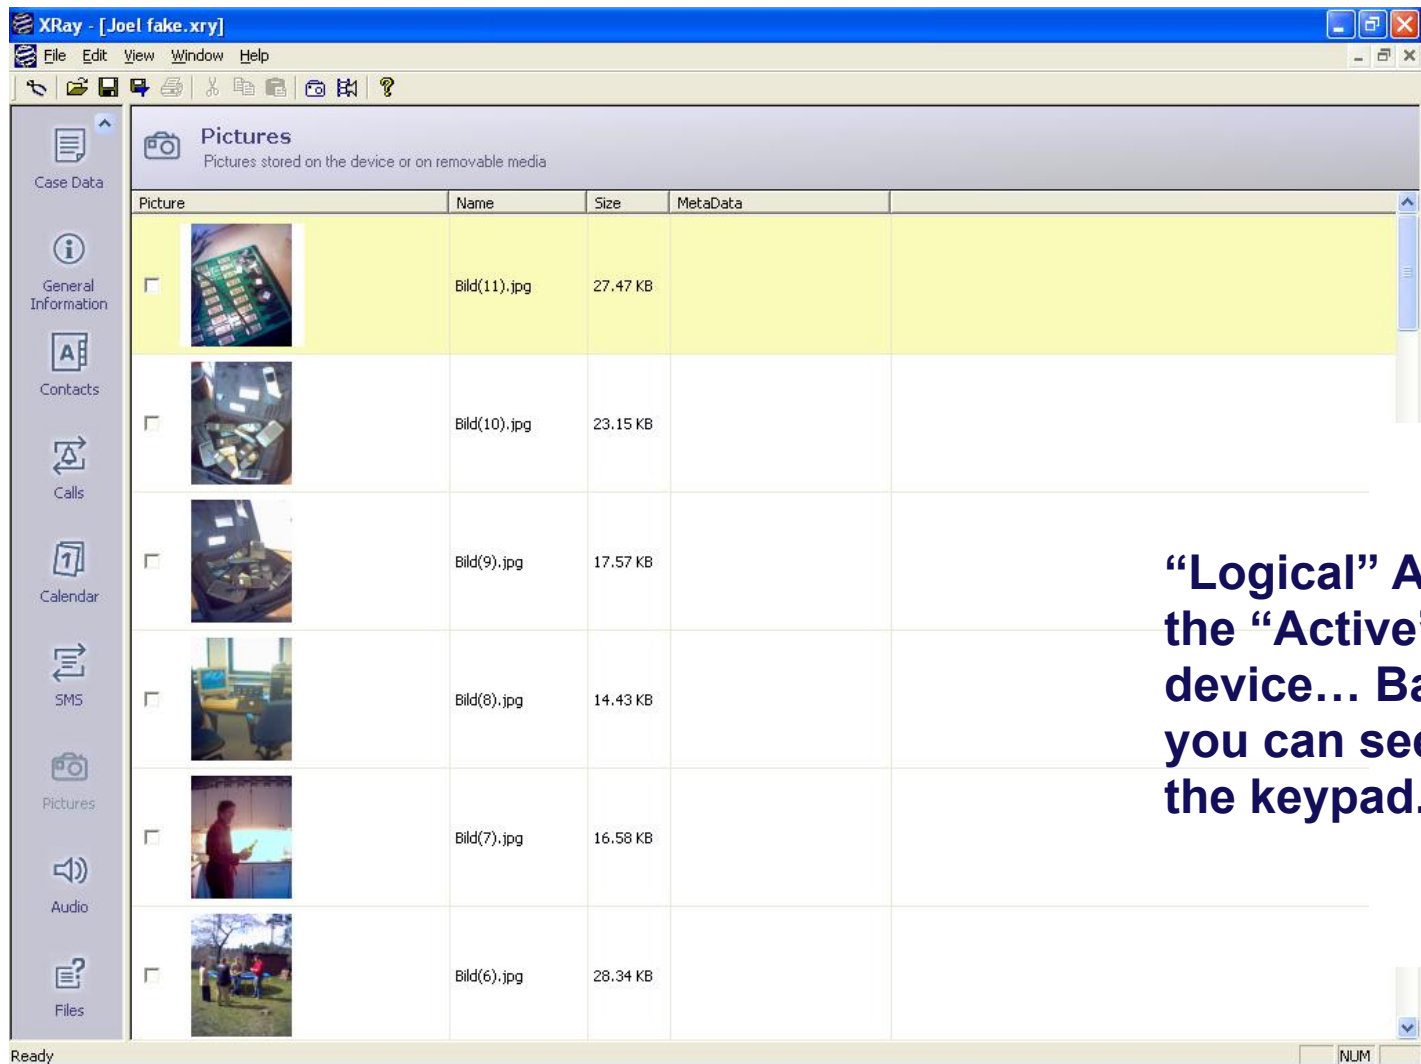 XRay - [Joel fake.xry]
File Edit View Window Help
Case Data
General
Information
Contacts
Calls
Calendar
SMS
Pictures
Audio
Files
Pictures
Pictures stored on the device or on removable media
Picture Name Size MetaData
Bild(11).jpg 27.47 KB
Bild(10).jpg 23.15 KB
Bild(9).jpg 17.57 KB
Bild(8).jpg 14.43 KB
Bild(7).jpg 16.58 KB
Bild(6).jpg 28.34 KB
“Logical” A
the “Active”
device… Ba
you can see
the keypad.
Ready NUM